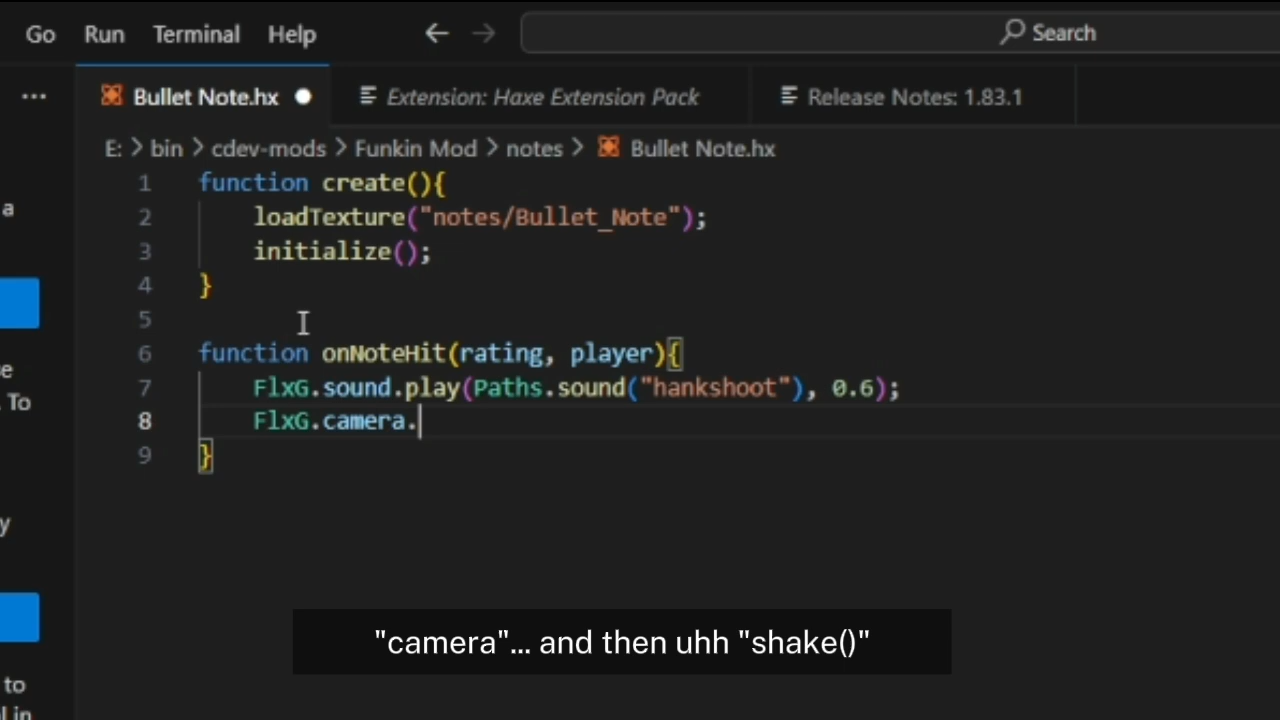 Go Run Terminal Help ← → Search
... Bullet Note.hx ● Extension: Haxe Extension Pack Release Notes: 1.83.1
E: > bin > cdev-mods > Funkin Mod > notes > Bullet Note.hx
1 function create(){
a
2 loadTexture("notes/Bullet_Note");
3 initialize();
4 }
5
6 function onNoteHit(rating, player){
e
7 FlxG.sound.play(Paths.sound("hankshoot"), 0.6);
. To
8 FlxG.camera.
9 }
y
"camera"... and then uhh "shake()"
to